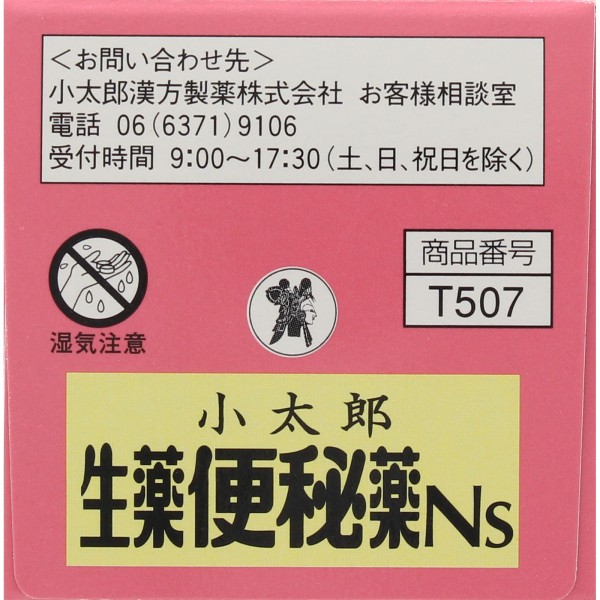 ＜お問い合わせ先＞
小太郎漢方製薬株式会社 お客様相談室
電話 06(6371)9106
受付時間 9:00～17:30(土、日、祝日を除く)
商品番号
T507
湿気注意
小太郎
生薬便秘薬Ns